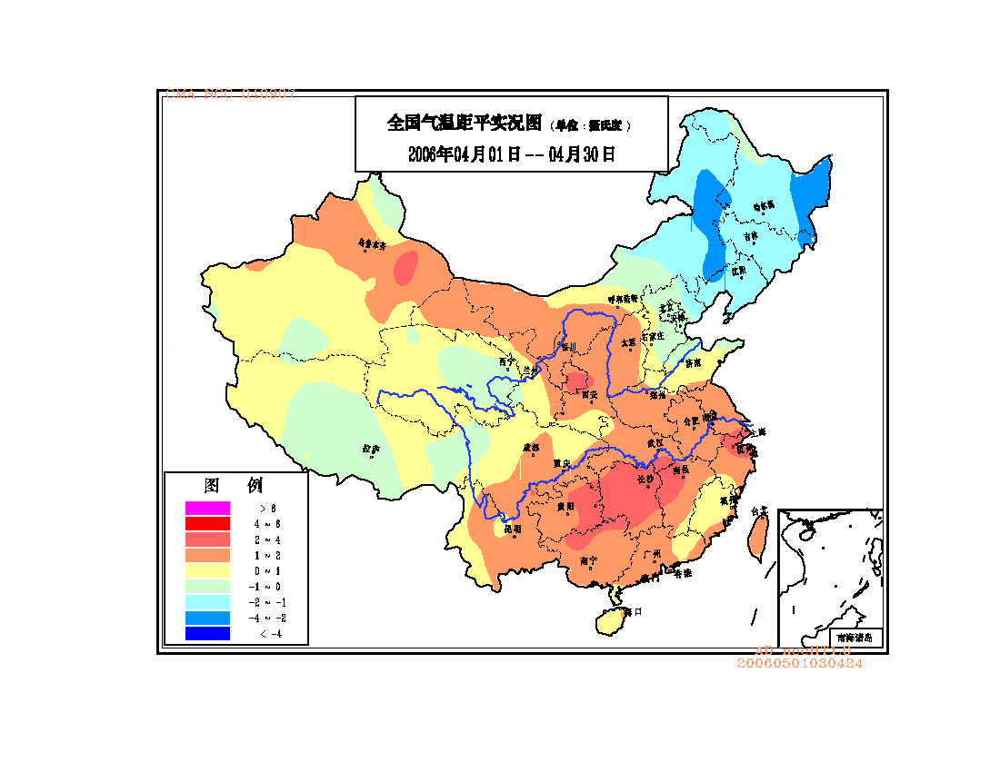 CMA NCC 040902
全国气温距平实况图 (单位:摄氏度)
2006年04月01日 -- 04月30日
哈尔滨
吉林
乌鲁木齐
沈阳
呼和浩特
北京
天津
石家庄
太原
银川
西宁
济南
兰州
西安
郑州
合肥 南京
上海
拉萨
成都
武汉
杭州
重庆
长沙
南昌
贵阳
福州
台北
昆明
广州
南宁
澳门
香港
海口
图 例
> 6
4 ~ 6
2 ~ 4
1 ~ 2
0 ~ 1
-1 ~ 0
-2 ~ -1
-4 ~ -2
< -4
南海诸岛
20060501030424